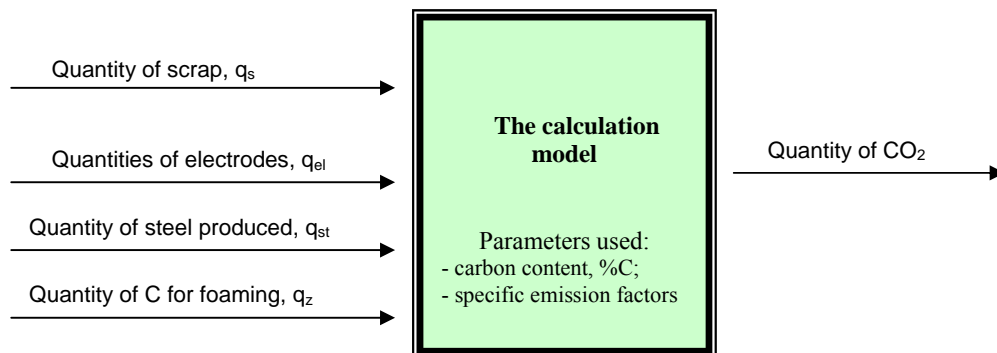 Quantity of scrap, qs
Quantities of electrodes, qel
Quantity of steel produced, qst
Quantity of C for foaming, qz
The calculation
model
Parameters used:
- carbon content, %C;
- specific emission factors
Quantity of CO2